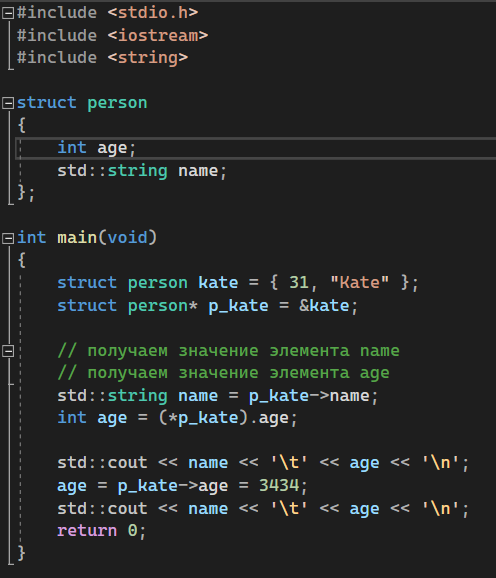 #include <stdio.h>
#include <iostream>
#include <string>
struct person
{
    int age;
    std::string name;
};
int main(void)
{
    struct person kate = { 31, "Kate" };
    struct person* p_kate = &kate;
    // получаем значение элемента name
    // получаем значение элемента age
    std::string name = p_kate->name;
    int age = (*p_kate).age;
    std::cout << name << '\t' << age << '\n';
    age = p_kate->age = 3434;
    std::cout << name << '\t' << age << '\n';
    return 0;
}